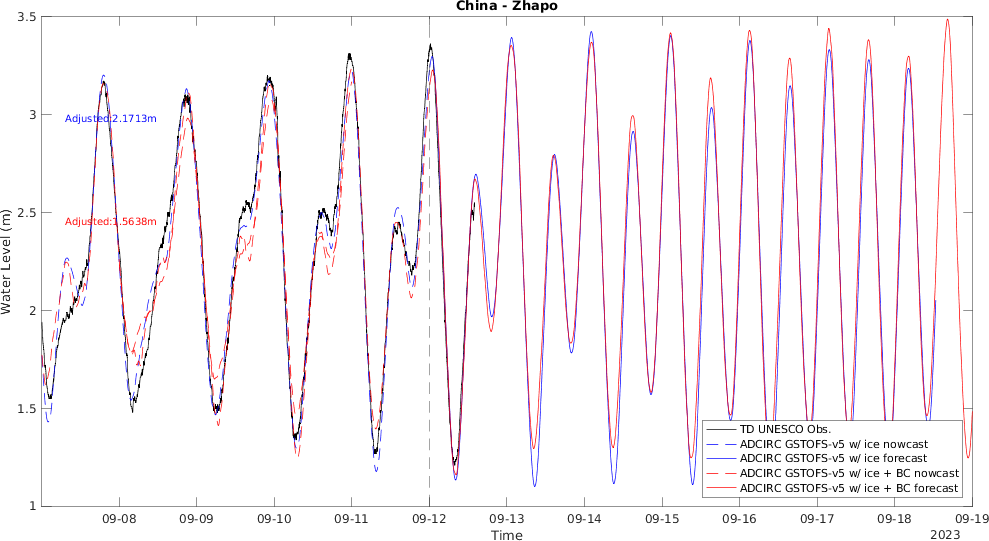 China - Zhapo
3.5
3
2.5
2
1.5
1
Water Level (m)
Adjusted:2.1713m
Adjusted:1.5638m
TD UNESCO Obs.
ADCIRC GSTOFS-v5 w/ ice nowcast
ADCIRC GSTOFS-v5 w/ ice forecast
ADCIRC GSTOFS-v5 w/ ice + BC nowcast
ADCIRC GSTOFS-v5 w/ ice + BC forecast
09-08 09-09 09-10 09-11 09-12 09-13 09-14 09-15 09-16 09-17 09-18 09-19
Time
2023